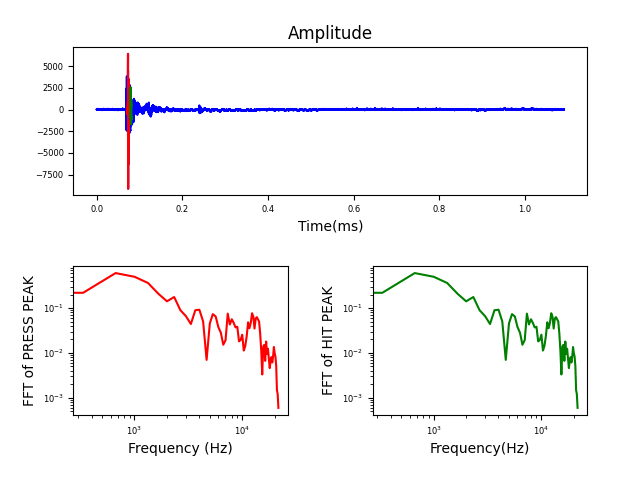 Amplitude
5000
2500
0
−2500
−5000
−7500
0.0 0.2 0.4 0.6 0.8 1.0
Time(ms)
FFT of PRESS PEAK
10⁻¹
10⁻²
10⁻³
10³ 10⁴
Frequency (Hz)
FFT of HIT PEAK
10⁻¹
10⁻²
10⁻³
10³ 10⁴
Frequency(Hz)